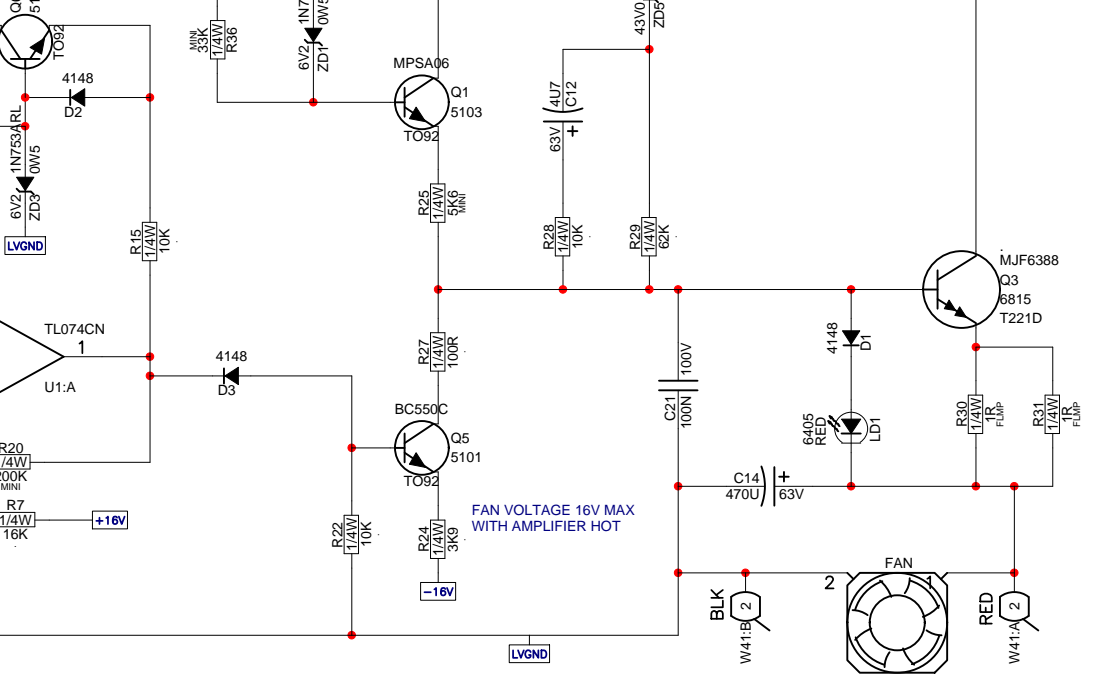 TO92
4148
D2
1N753ARL
0W5
6V2
ZD3
LVGND
R15
1/4W
10K
MINI
33K
1/4W
R36
1N7
0W5
6V2
ZD1
MPSA06
Q1
5103
TO92
R25
1/4W
5K6
MINI
4U7
C12
63V
+
43V0
ZD5
R28
1/4W
10K
R29
1/4W
62K
MJF6388
Q3
6815
T221D
TL074CN
1
U1:A
4148
D3
R27
1/4W
100R
BC550C
Q5
5101
TO92
100V
C21
100N
4148
D1
6405
RED
LD1
R30
1/4W
1R
FLMP
R31
1/4W
1R
FLMP
R20
1/4W
200K
MINI
R7
1/4W
16K
+16V
R22
1/4W
10K
R24
1/4W
3K9
-16V
FAN VOLTAGE 16V MAX
WITH AMPLIFIER HOT
C14
470U
+
63V
FAN
2
1
BLK
2
W41:B
RED
2
W41:A
LVGND